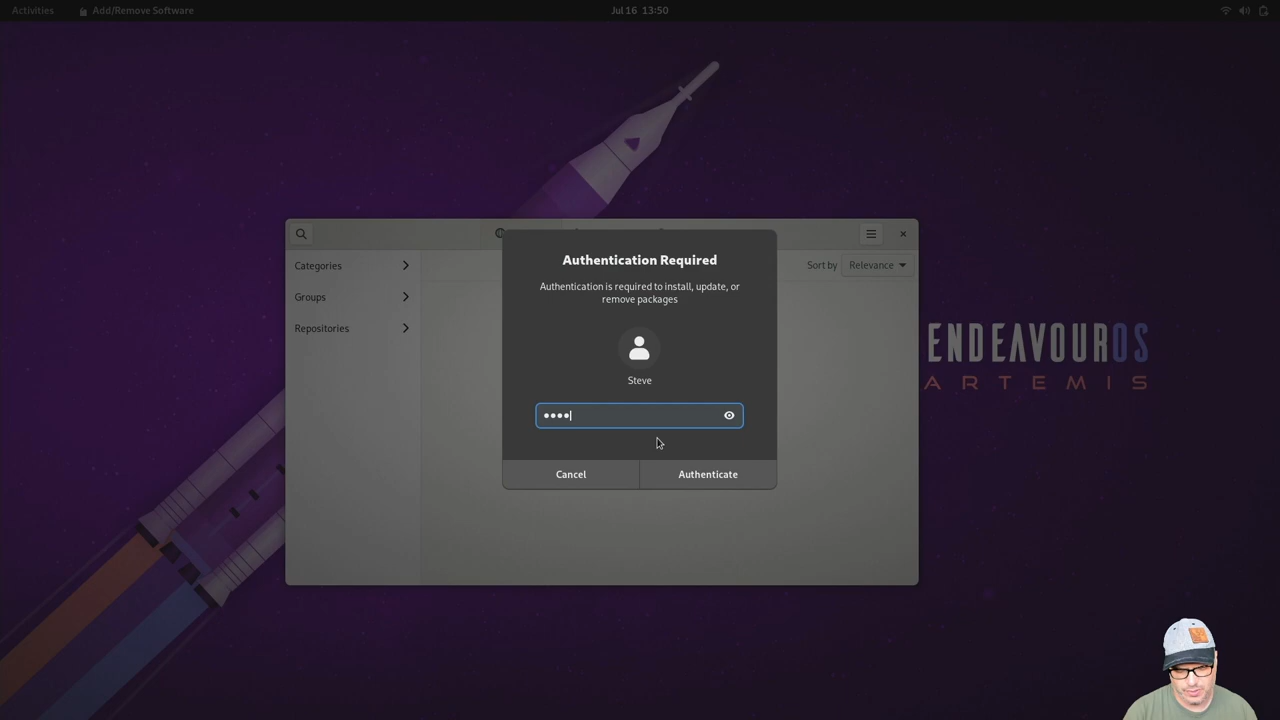 Activities
Add/Remove Software
Jul 16 13:50
Authentication Required
Authentication is required to install, update, or
remove packages
Steve
Cancel
Authenticate
Categories
Groups
Repositories
Sort by
Relevance
ENDEAVOUROS
ARTEMIS